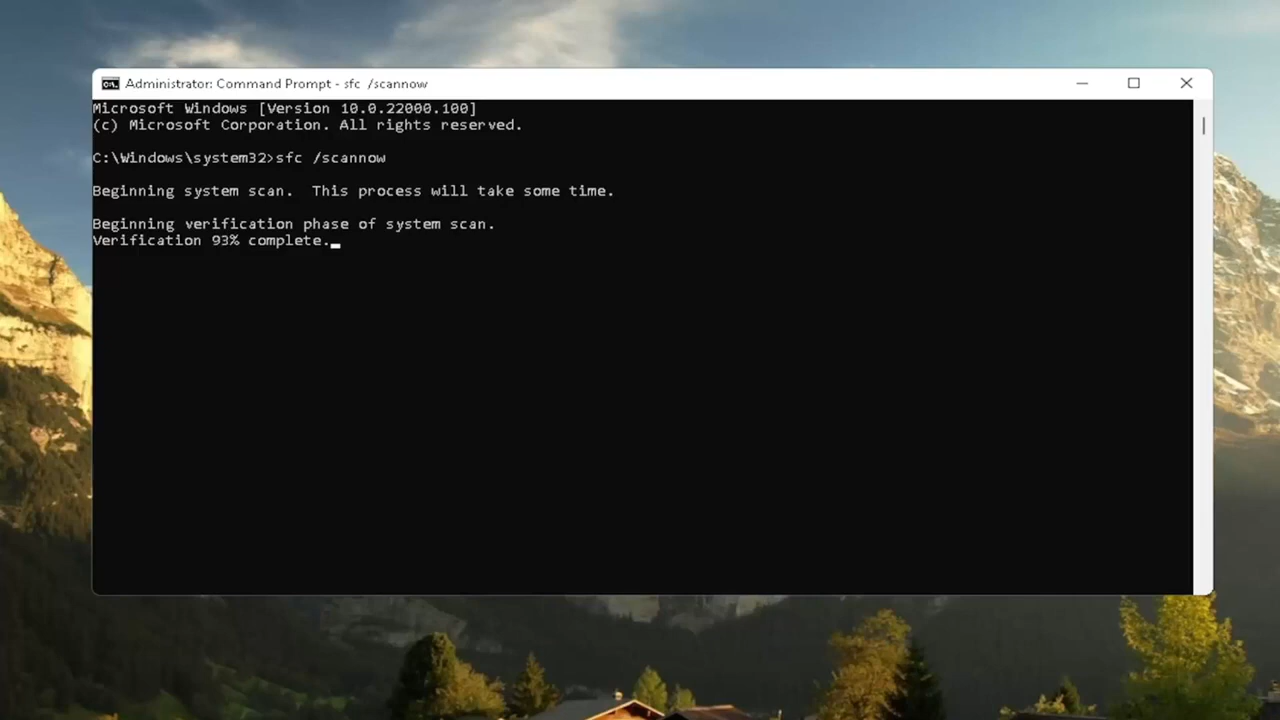 Administrator: Command Prompt - sfc /scannow
Microsoft Windows [Version 10.0.22000.100]
(c) Microsoft Corporation. All rights reserved.
C:\Windows\system32>sfc /scannow
Beginning system scan.  This process will take some time.
Beginning verification phase of system scan.
Verification 93% complete.